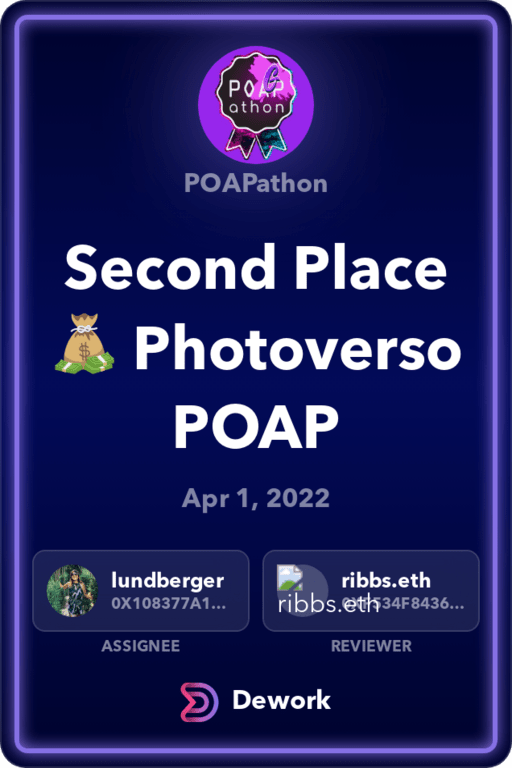 POAP
athon
POAPathon
Second Place
💰 Photoverso
POAP
Apr 1, 2022
lundberger
0X108377A1...
ribbs.eth
ribbs.eth
ASSIGNEE
REVIEWER
Dework